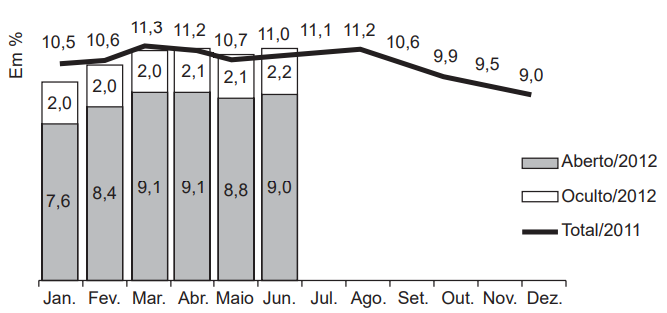 Em %
10,5 10,6 11,3 11,2 10,7 11,0 11,1 11,2 10,6 9,9 9,5 9,0
2,0 2,0 2,0 2,1 2,1 2,2
7,6 8,4 9,1 9,1 8,8 9,0
Aberto/2012
Oculto/2012
Total/2011
Jan. Fev. Mar. Abr. Maio Jun. Jul. Ago. Set. Out. Nov. Dez.